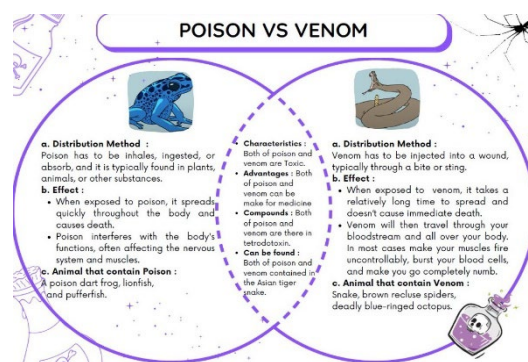 POISON VS VENOM
a. Distribution Method :
Poison has to be inhales, ingested, or
absorb, and it is typically found in plants,
animals, or other substances.
b. Effect :
• When exposed to poison, it spreads
quickly throughout the body and
causes death.
• Poison interferes with the body's
functions, often affecting the nervous
system and muscles.
c. Animal that contain Poison :
A poison dart frog, lionfish,
and pufferfish.
• Characteristics :
Both of poison and
venom are Toxic.
• Advantages : Both
of poison and
venom can be
make for medicine
• Compounds : Both
of poison and
venom are there in
tetrodotoxin.
• Can be found :
Both of poison and
venom contained in
the Asian tiger
snake.
a. Distribution Method :
Venom has to be injected into a wound,
typically through a bite or sting.
b. Effect :
• When exposed to venom, it takes a
relatively long time to spread and
doesn't cause immediate death.
• Venom will then travel through your
bloodstream and all over your body.
In most cases make your muscles fire
uncontrollably, burst your blood cells,
and make you go completely numb.
c. Animal that contain Venom :
Snake, brown recluse spiders,
deadly blue-ringed octopus.